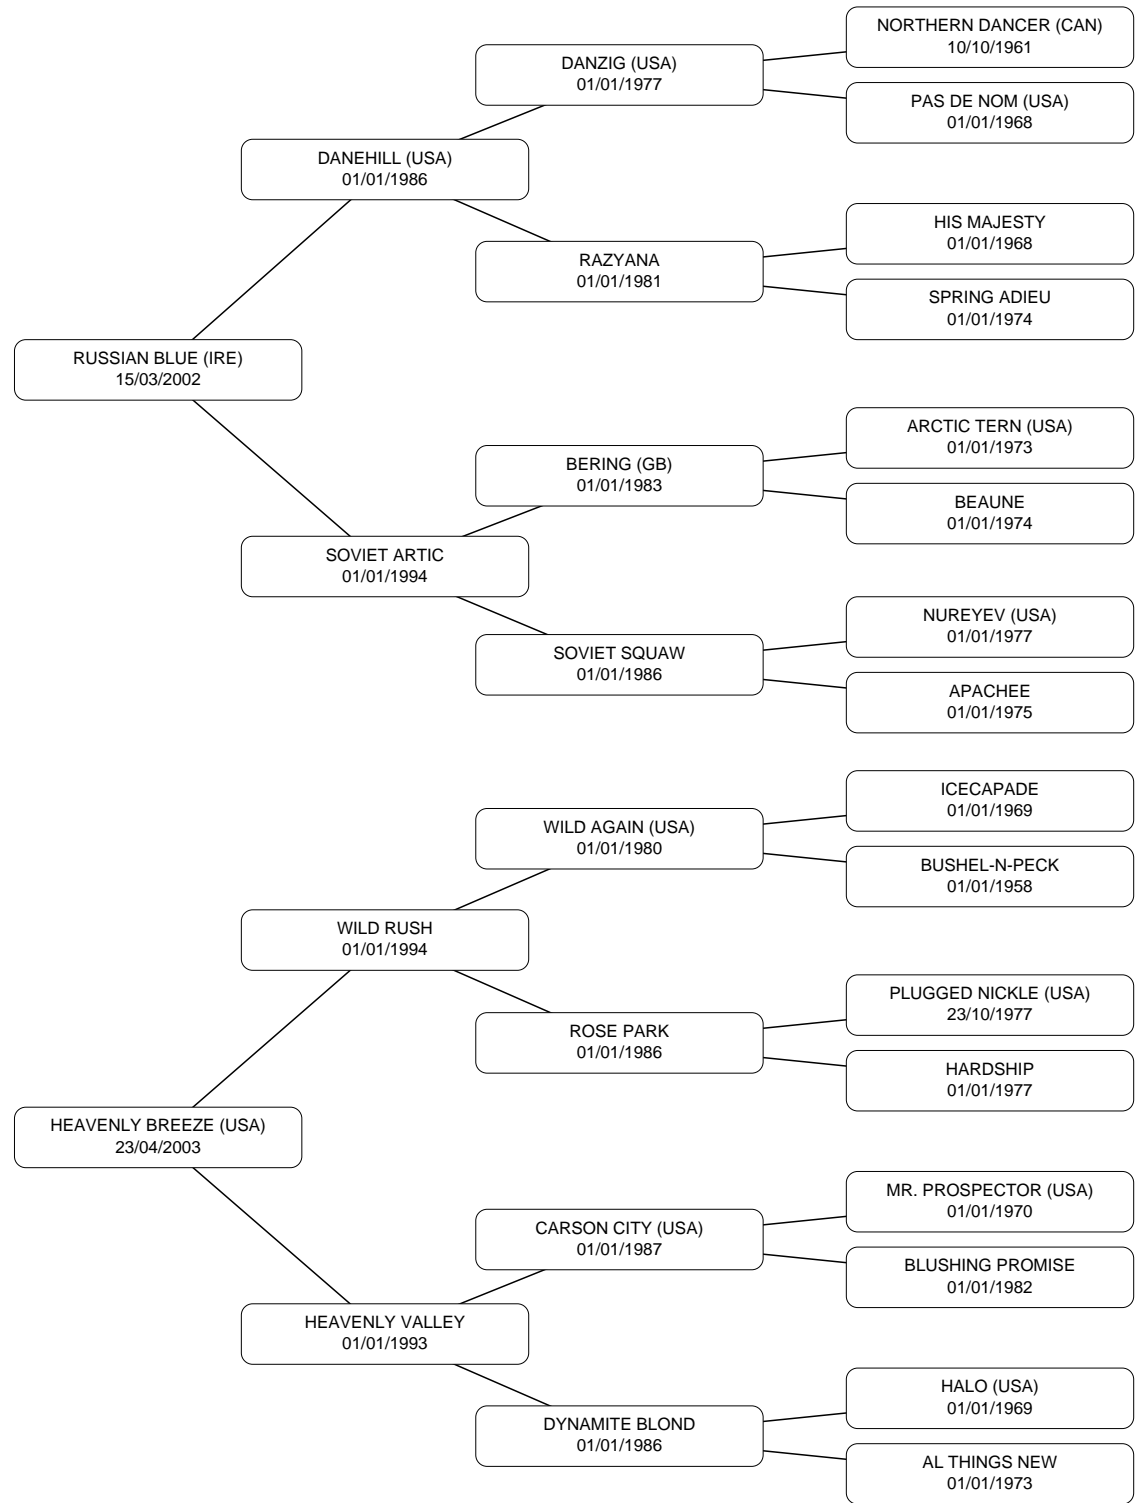 NORTHERN DANCER (CAN)
10/10/1961
DANZIG (USA)
01/01/1977
PAS DE NOM (USA)
01/01/1968
DANEHILL (USA)
01/01/1986
HIS MAJESTY
01/01/1968
RAZYANA
01/01/1981
SPRING ADIEU
01/01/1974
RUSSIAN BLUE (IRE)
15/03/2002
ARCTIC TERN (USA)
01/01/1973
BERING (GB)
01/01/1983
BEAUNE
01/01/1974
SOVIET ARTIC
01/01/1994
NUREYEV (USA)
01/01/1977
SOVIET SQUAW
01/01/1986
APACHEE
01/01/1975
ICECAPADE
01/01/1969
WILD AGAIN (USA)
01/01/1980
BUSHEL-N-PECK
01/01/1958
WILD RUSH
01/01/1994
PLUGGED NICKLE (USA)
23/10/1977
ROSE PARK
01/01/1986
HARDSHIP
01/01/1977
HEAVENLY BREEZE (USA)
23/04/2003
MR. PROSPECTOR (USA)
01/01/1970
CARSON CITY (USA)
01/01/1987
BLUSHING PROMISE
01/01/1982
HEAVENLY VALLEY
01/01/1993
HALO (USA)
01/01/1969
DYNAMITE BLOND
01/01/1986
AL THINGS NEW
01/01/1973